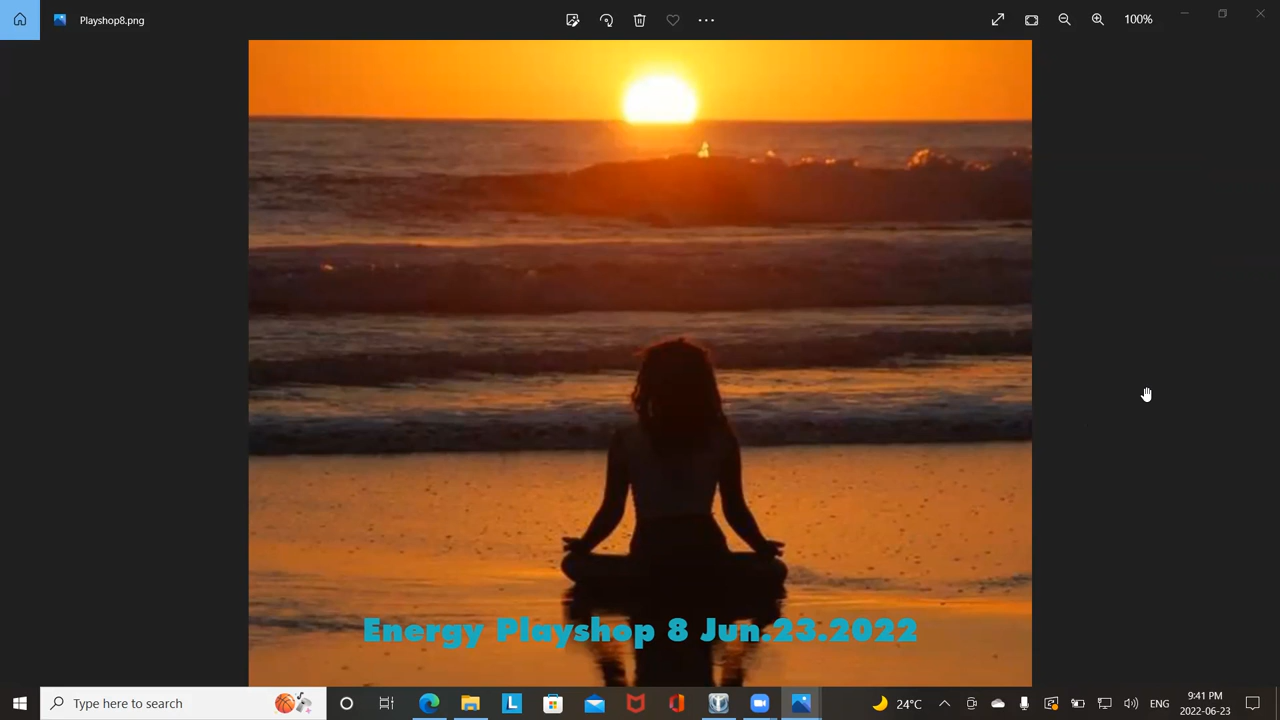 Playshop8.png
100%
Energy Playshop 8 Jun.23.2022
Type here to search
L
24°C
ENG
9:41 PM
2022-06-23